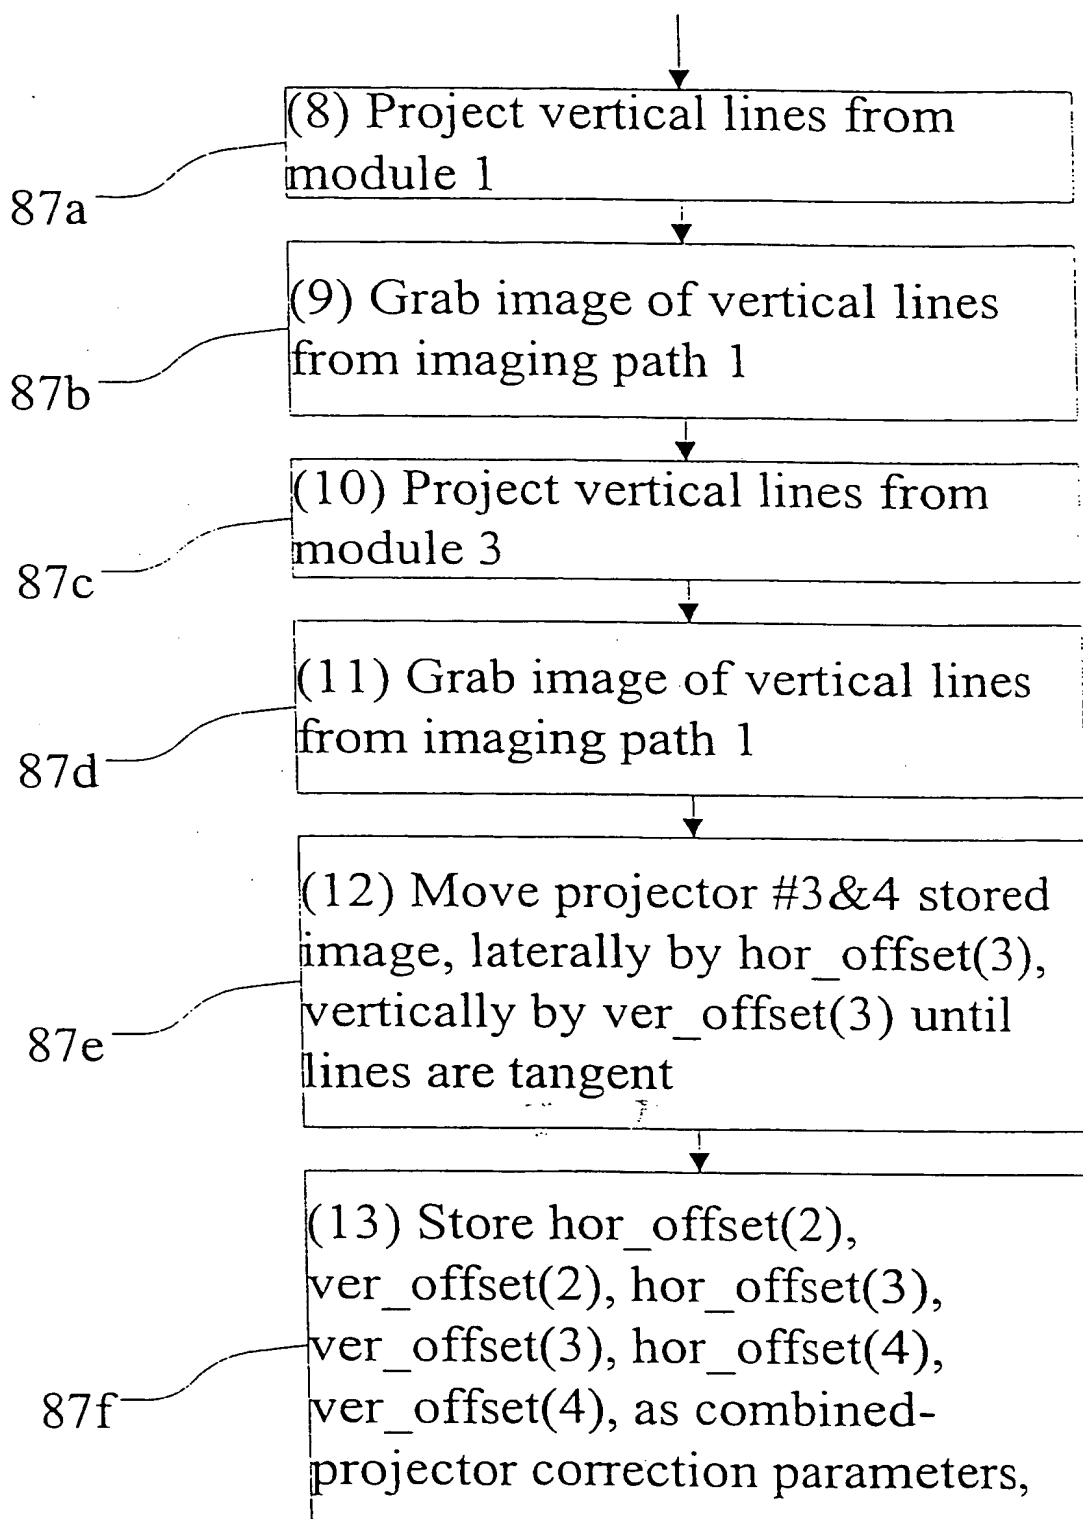 (8) Project vertical lines from
module 1
87a
(9) Grab image of vertical lines
from imaging path 1
87b
(10) Project vertical lines from
module 3
87c
(11) Grab image of vertical lines
from imaging path 1
87d
(12) Move projector #3&4 stored
image, laterally by hor_offset(3),
vertically by ver_offset(3) until
lines are tangent
87e
(13) Store hor_offset(2),
ver_offset(2), hor_offset(3),
ver_offset(3), hor_offset(4),
ver_offset(4), as combined-
projector correction parameters,
87f